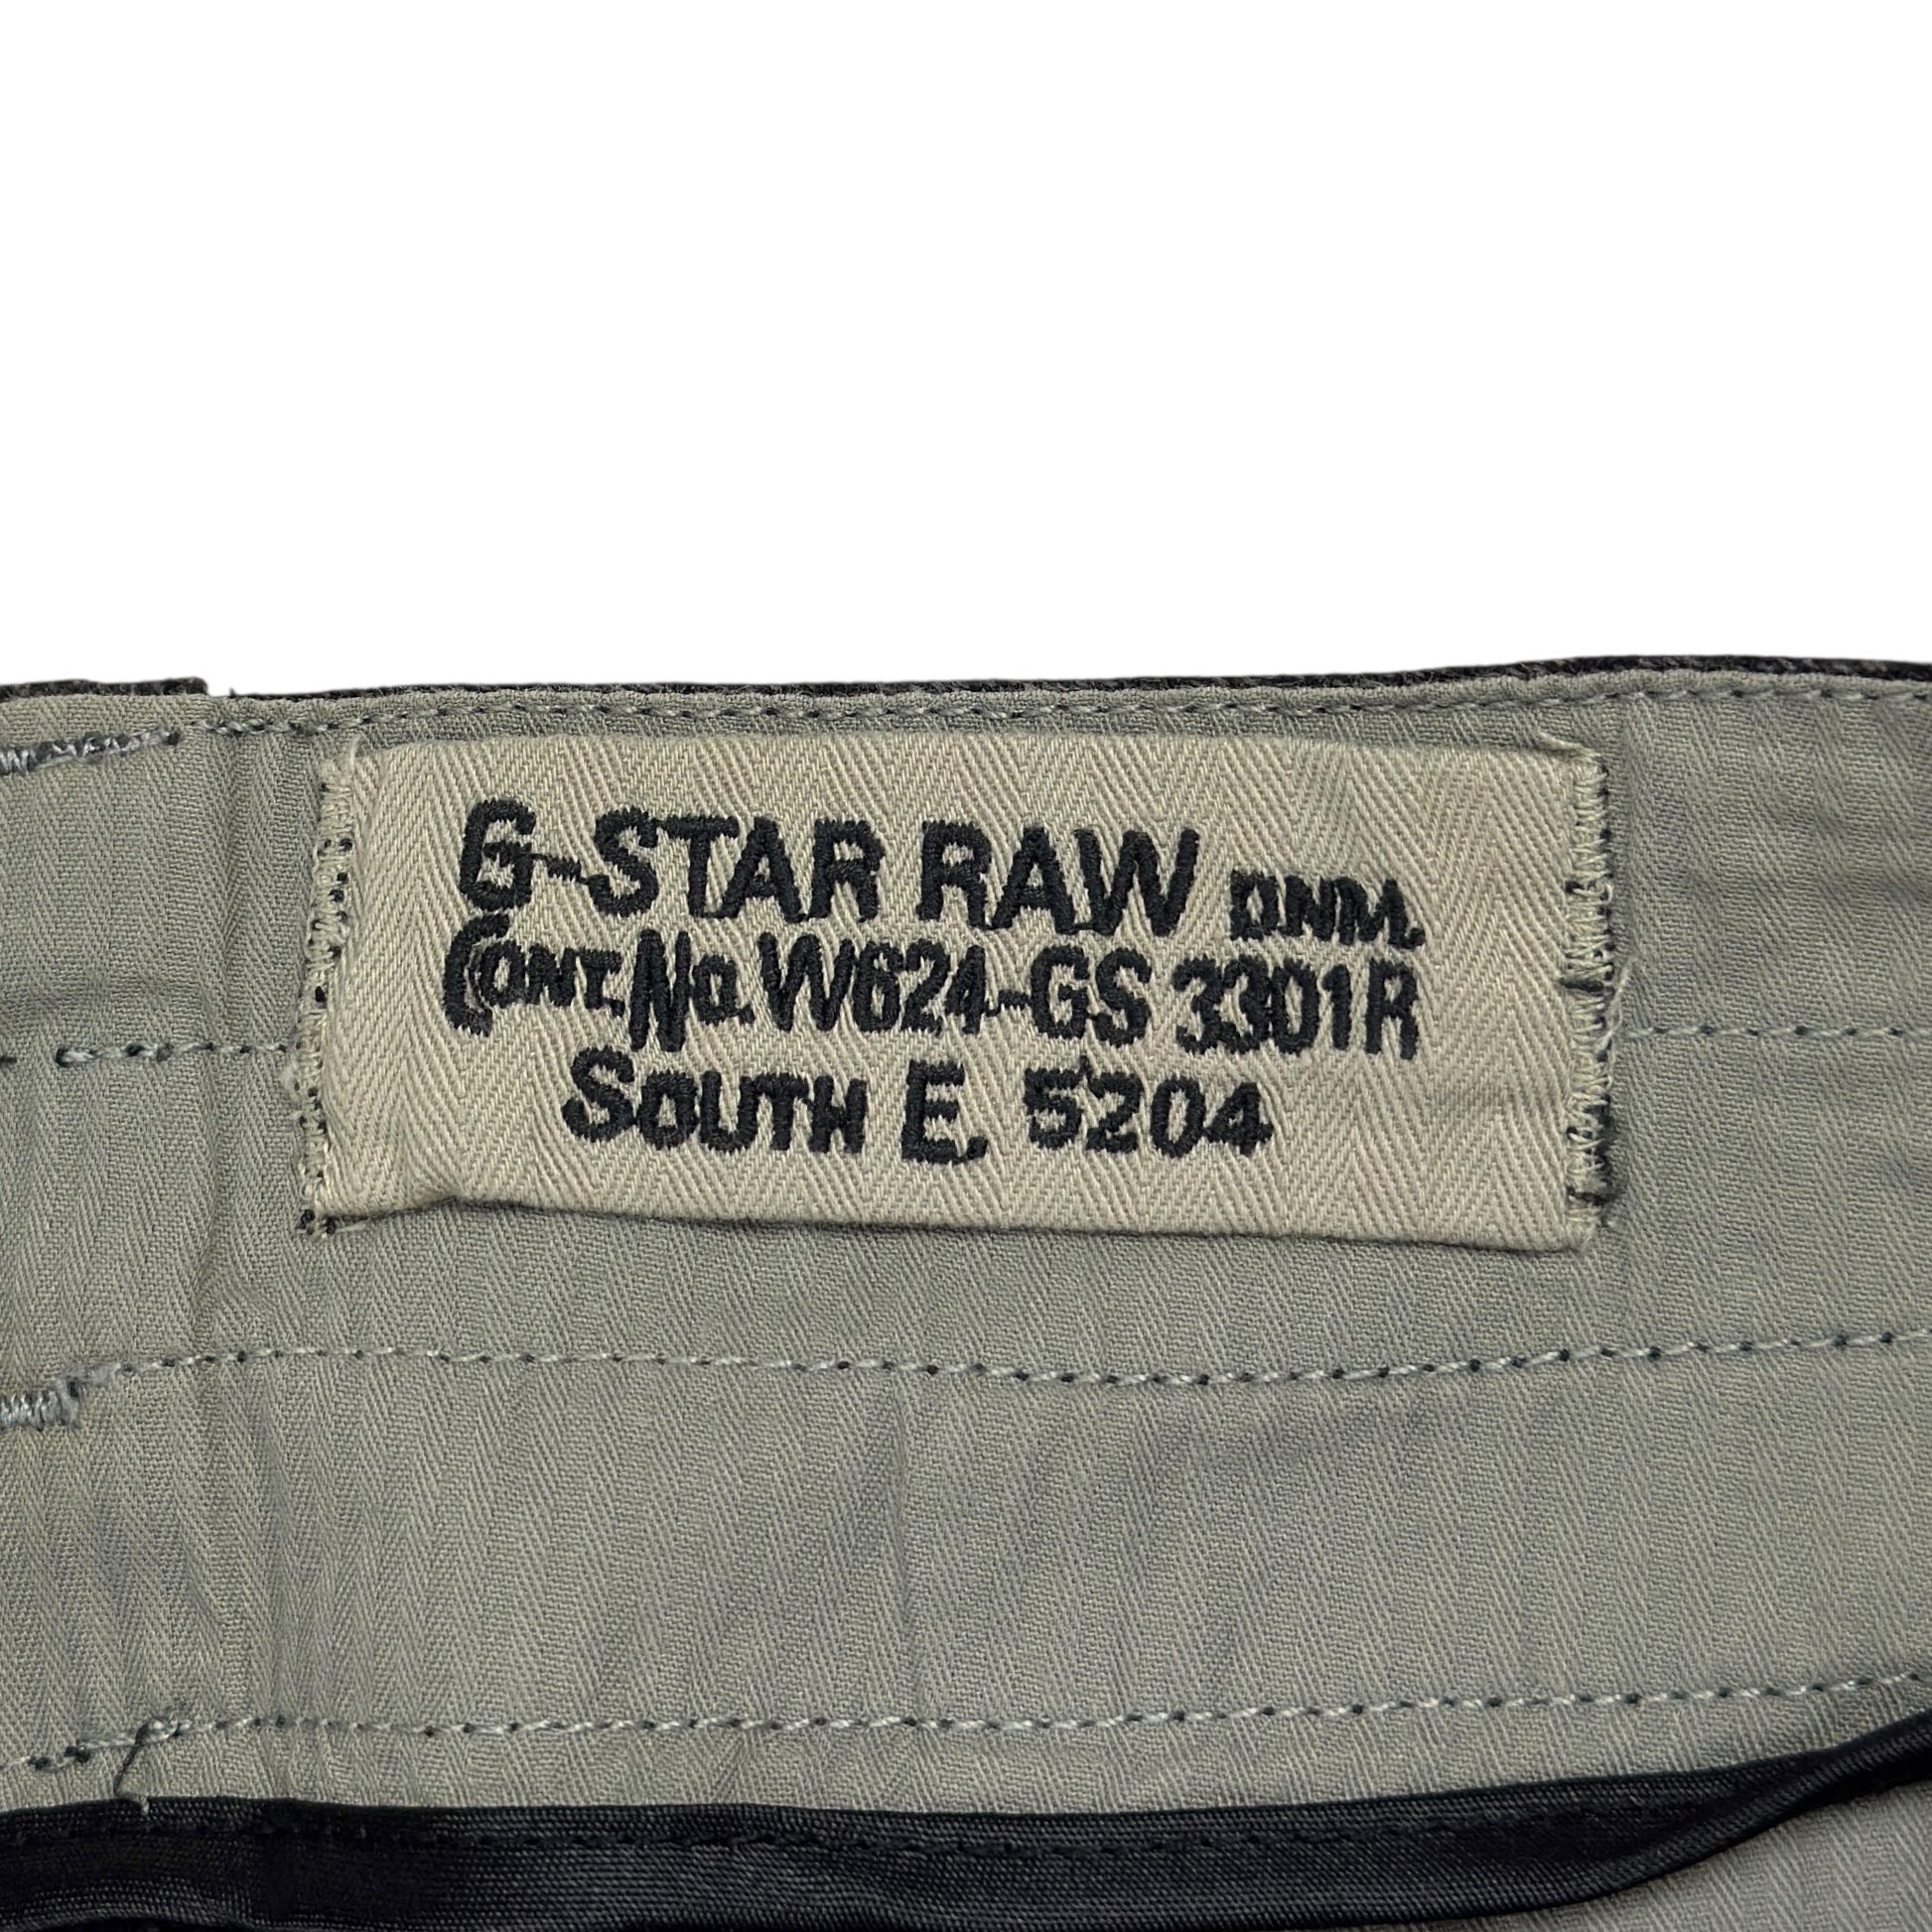 G-STAR RAW DNM.
CONT.NO.W624-GS 3301R
SOUTH E. 5204